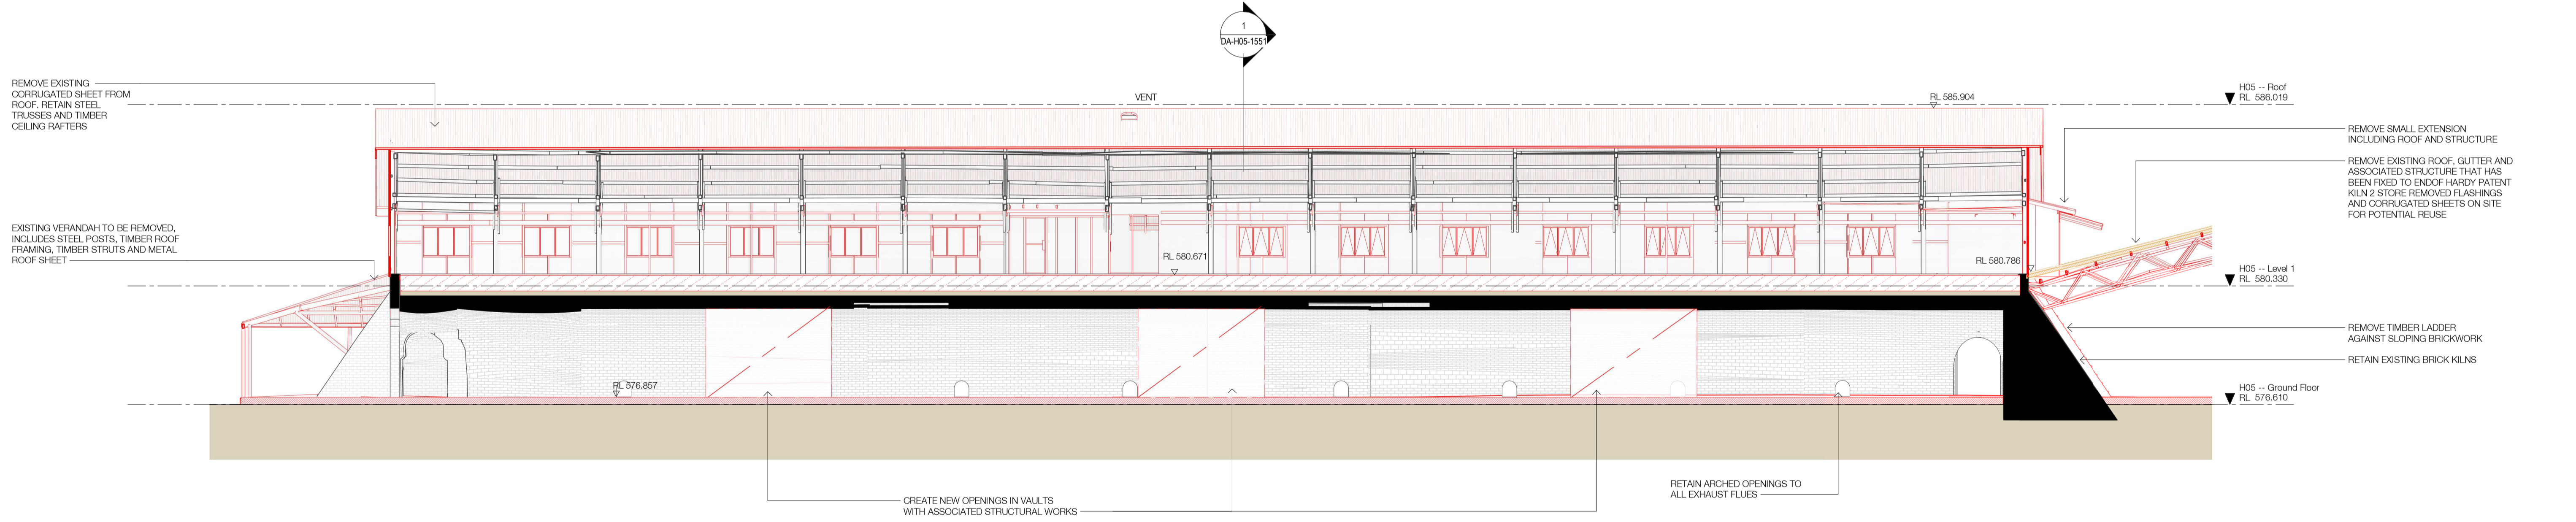 1
DA-H05-1551
REMOVE EXISTING
CORRUGATED SHEET FROM
ROOF. RETAIN STEEL
TRUSSES AND TIMBER
CEILING RAFTERS
VENT
RL 585.904
H05 -- Roof
RL 586.019
REMOVE SMALL EXTENSION
INCLUDING ROOF AND STRUCTURE
REMOVE EXISTING ROOF, GUTTER AND
ASSOCIATED STRUCTURE THAT HAS
BEEN FIXED TO ENDOF HARDY PATENT
KILN 2 STORE REMOVED FLASHINGS
AND CORRUGATED SHEETS ON SITE
FOR POTENTIAL REUSE
EXISTING VERANDAH TO BE REMOVED,
INCLUDES STEEL POSTS, TIMBER ROOF
FRAMING, TIMBER STRUTS AND METAL
ROOF SHEET
RL 580.671
RL 580.786
H05 -- Level 1
RL 580.330
REMOVE TIMBER LADDER
AGAINST SLOPING BRICKWORK
RETAIN EXISTING BRICK KILNS
RL 576.857
H05 -- Ground Floor
RL 576.610
CREATE NEW OPENINGS IN VAULTS
WITH ASSOCIATED STRUCTURAL WORKS
RETAIN ARCHED OPENINGS TO
ALL EXHAUST FLUES